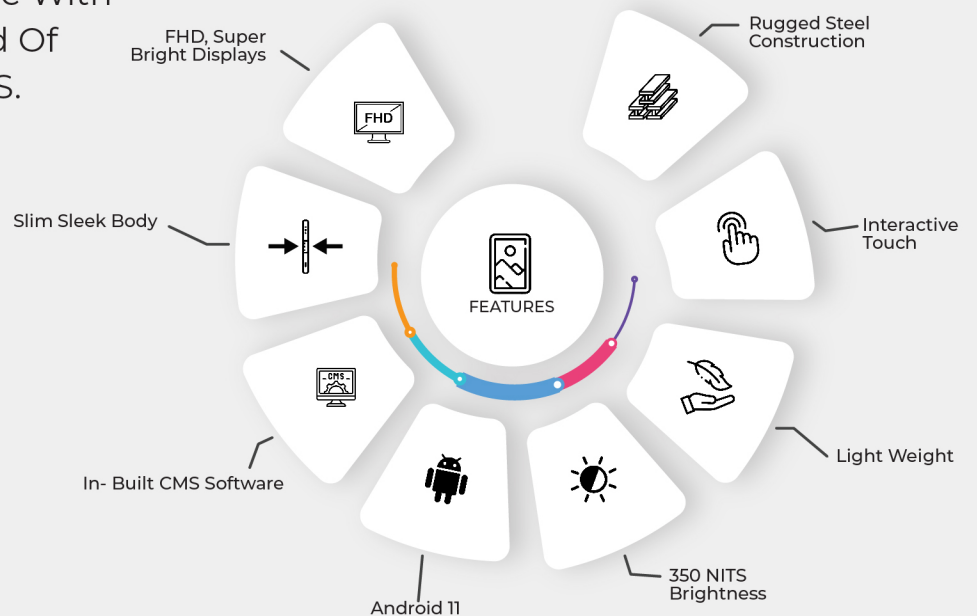 d Of
S.
FHD, Super
Bright Displays
FHD
Rugged Steel
Construction
Slim Sleek Body
Interactive
Touch
FEATURES
CMS
In- Built CMS Software
Light Weight
350 NITS
Brightness
Android 11